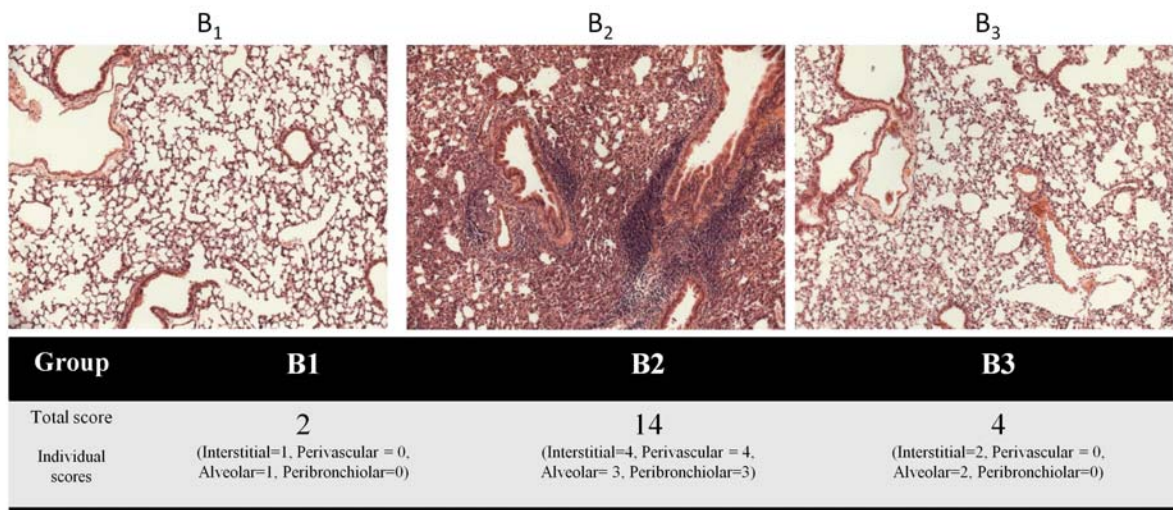 B₁ B₂ B₃
Group B1 B2 B3
Total score 2 14 4
Individual scores
(Interstitial=1, Perivascular = 0, Alveolar=1, Peribronchiolar=0)
(Interstitial=4, Perivascular = 4, Alveolar= 3, Peribronchiolar=3)
(Interstitial=2, Perivascular = 0, Alveolar=2, Peribronchiolar=0)